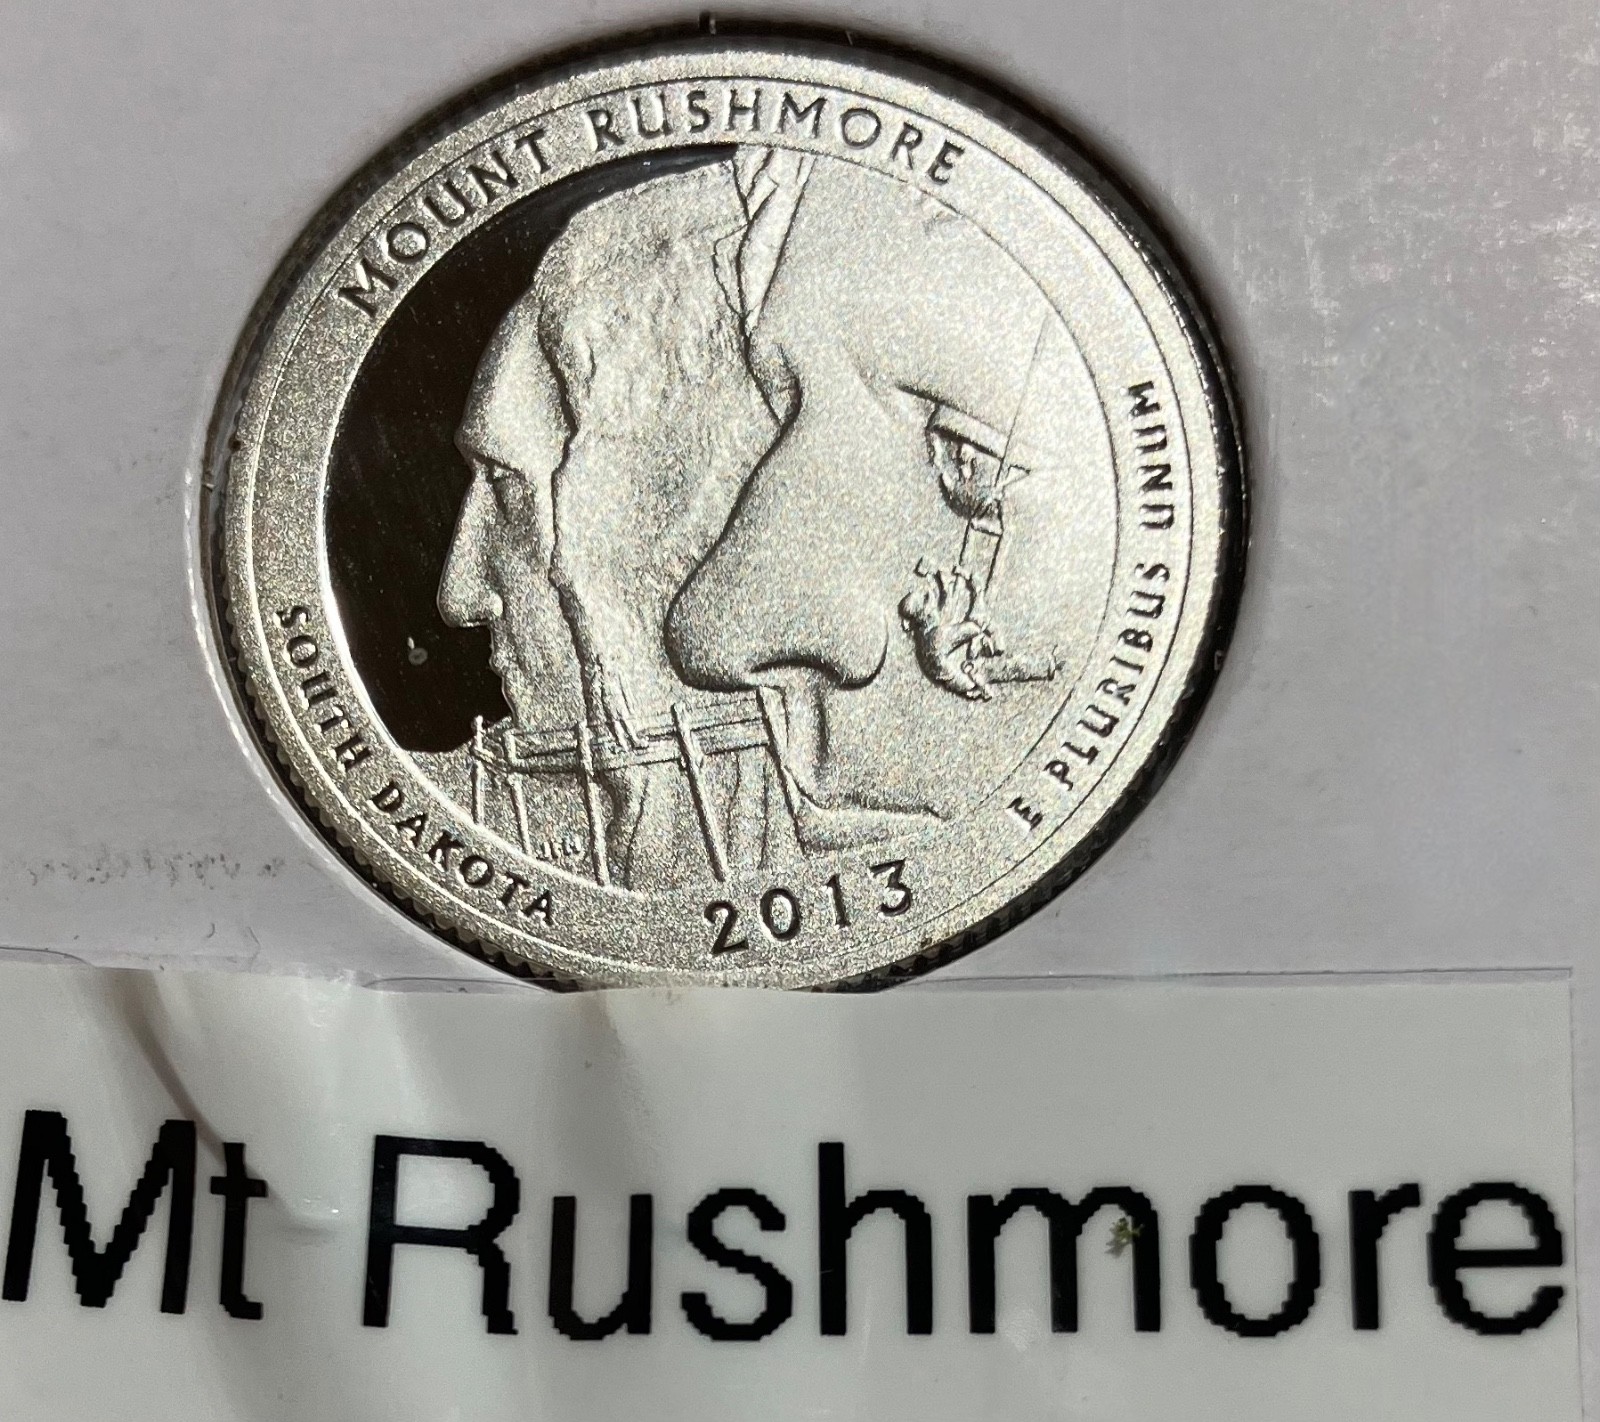 MOUNT RUSHMORE
SOUTH DAKOTA
2013
E PLURIBUS UNUM
Mt Rushmore